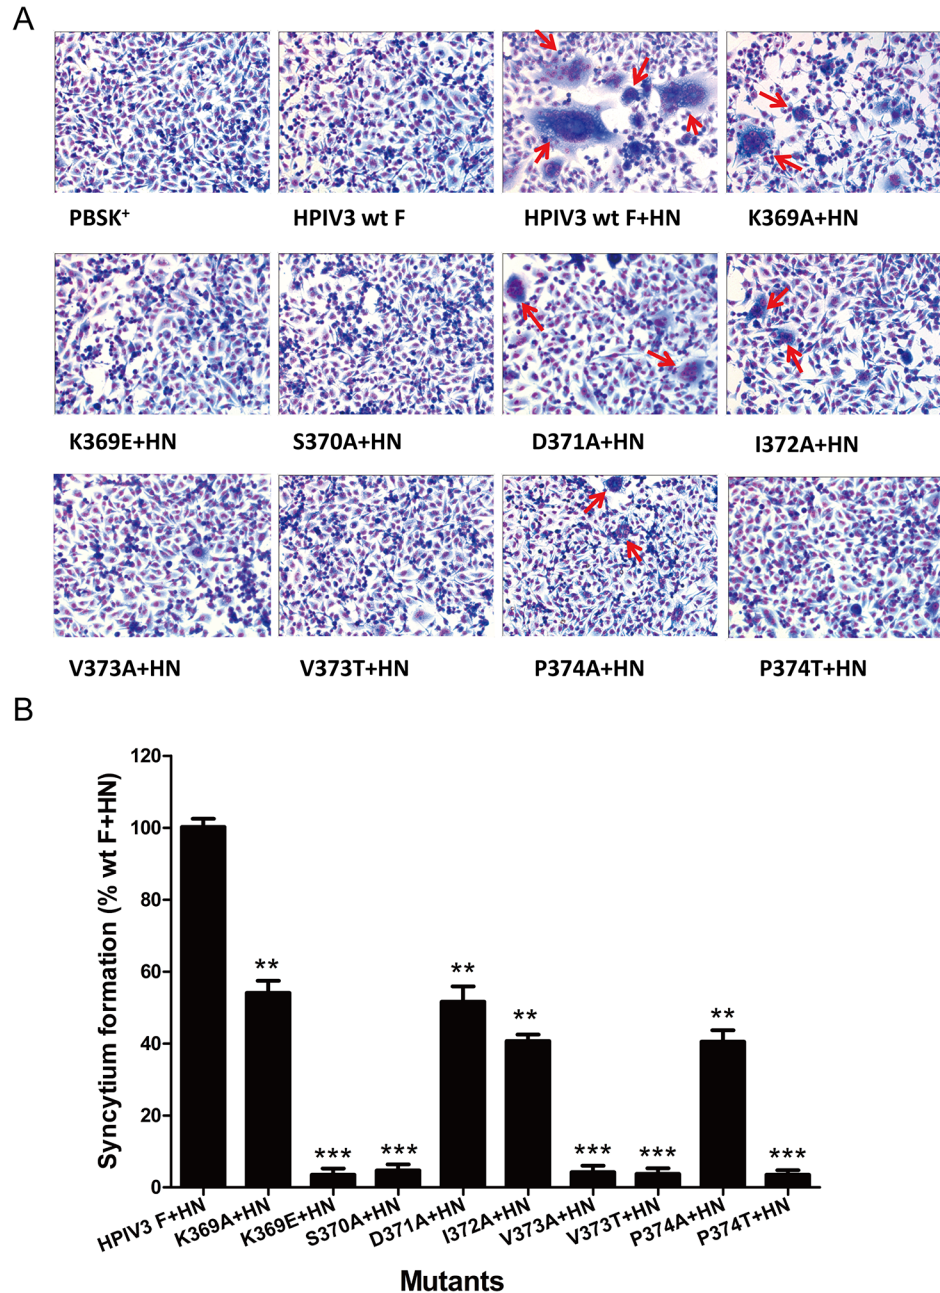 A
PBSK⁺ HPIV3 wt F HPIV3 wt F+HN K369A+HN
K369E+HN S370A+HN D371A+HN I372A+HN
V373A+HN V373T+HN P374A+HN P374T+HN
B
Syncytium formation (% wt F+HN)
120
100
80
60
40
20
0
**
***
***
**
**
***
***
**
***
HPIV3 F+HN
K369A+HN
K369E+HN
S370A+HN
D371A+HN
I372A+HN
V373A+HN
V373T+HN
P374A+HN
P374T+HN
Mutants